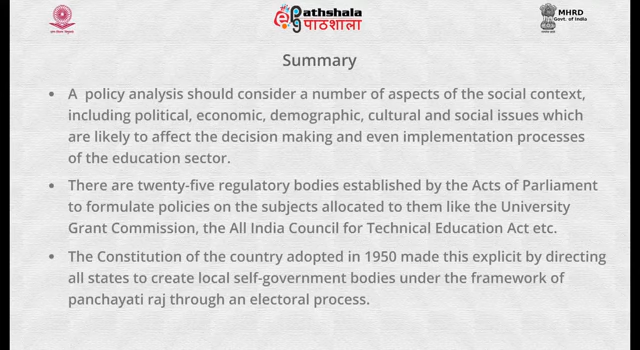 ePathshala
पाठशाला
MHRD
Govt. of India
Summary
• A policy analysis should consider a number of aspects of the social context,
including political, economic, demographic, cultural and social issues which
are likely to affect the decision making and even implementation processes
of the education sector.
• There are twenty-five regulatory bodies established by the Acts of Parliament
to formulate policies on the subjects allocated to them like the University
Grant Commission, the All India Council for Technical Education Act etc.
• The Constitution of the country adopted in 1950 made this explicit by directing
all states to create local self-government bodies under the framework of
panchayati raj through an electoral process.